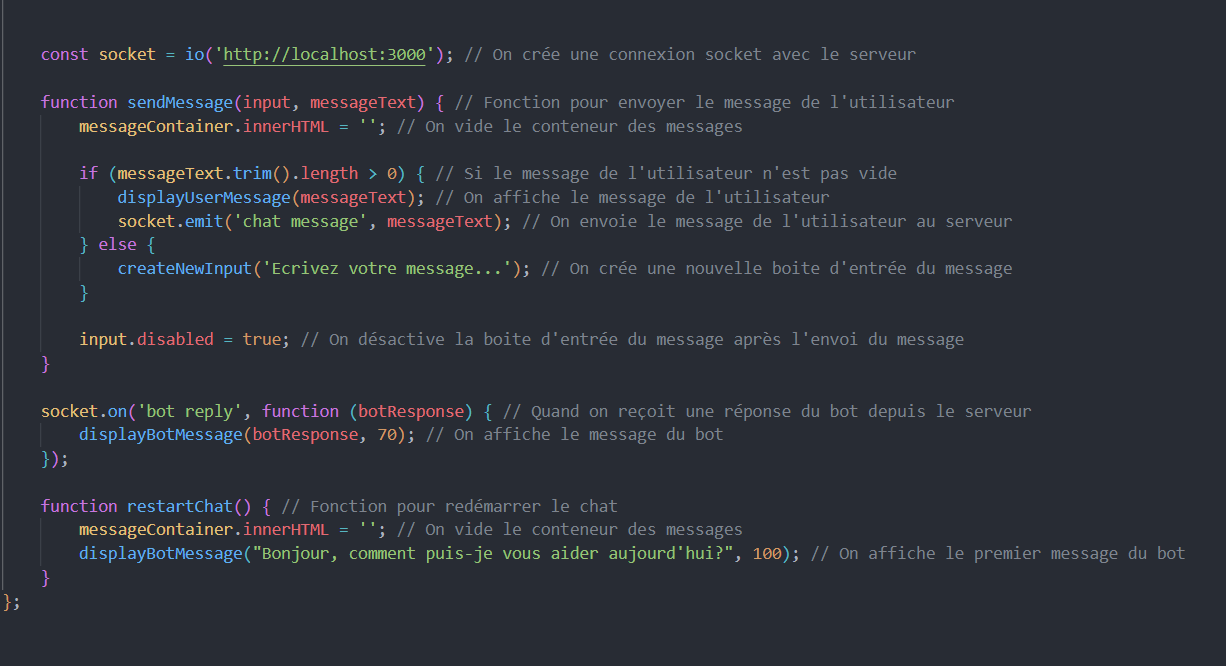 const socket = io('http://localhost:3000'); // On crée une connexion socket avec le serveur
function sendMessage(input, messageText) { // Fonction pour envoyer le message de l'utilisateur
messageContainer.innerHTML = ''; // On vide le conteneur des messages
if (messageText.trim().length > 0) { // Si le message de l'utilisateur n'est pas vide
displayUserMessage(messageText); // On affiche le message de l'utilisateur
socket.emit('chat message', messageText); // On envoie le message de l'utilisateur au serveur
} else {
createNewInput('Ecrivez votre message...'); // On crée une nouvelle boite d'entrée du message
}
input.disabled = true; // On désactive la boite d'entrée du message après l'envoi du message
}
socket.on('bot reply', function (botResponse) { // Quand on reçoit une réponse du bot depuis le serveur
displayBotMessage(botResponse, 70); // On affiche le message du bot
});
function restartChat() { // Fonction pour redémarrer le chat
messageContainer.innerHTML = ''; // On vide le conteneur des messages
displayBotMessage("Bonjour, comment puis-je vous aider aujourd'hui?", 100); // On affiche le premier message du bot
}
};